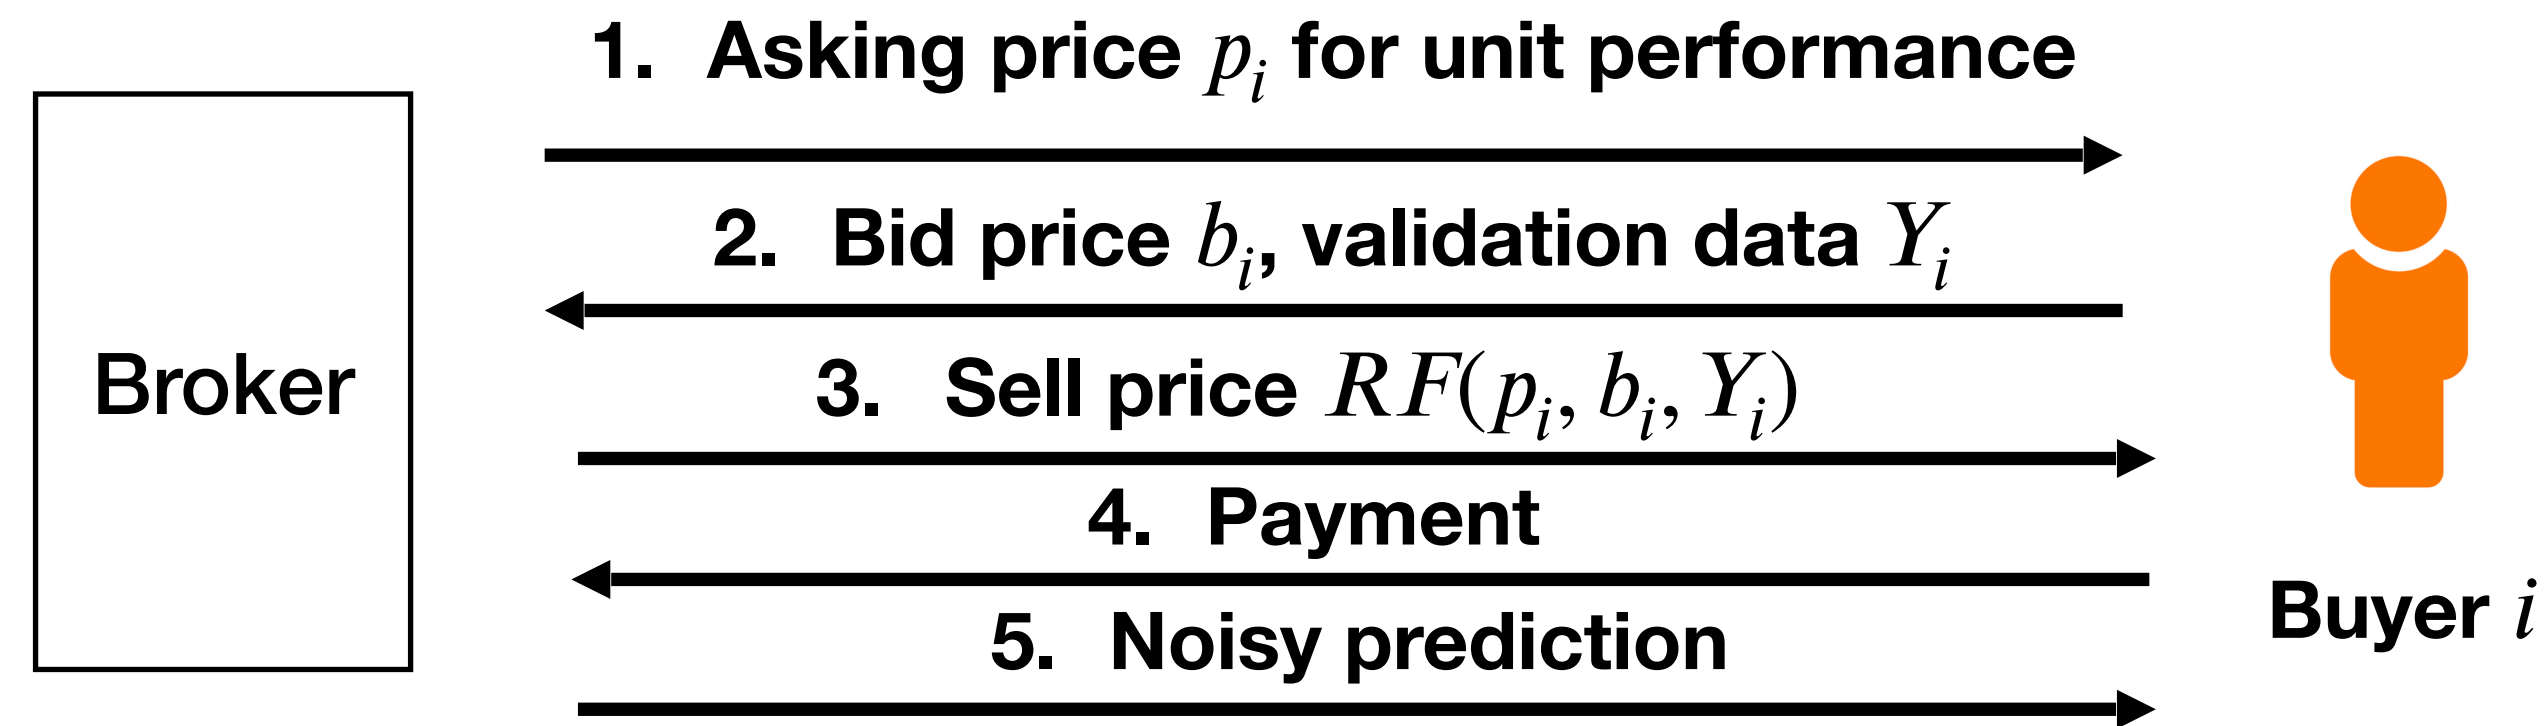 1. Asking price p_i for unit performance
2. Bid price b_i, validation data Y_i
Broker
3. Sell price RF(p_i, b_i, Y_i)
4. Payment
Buyer i
5. Noisy prediction